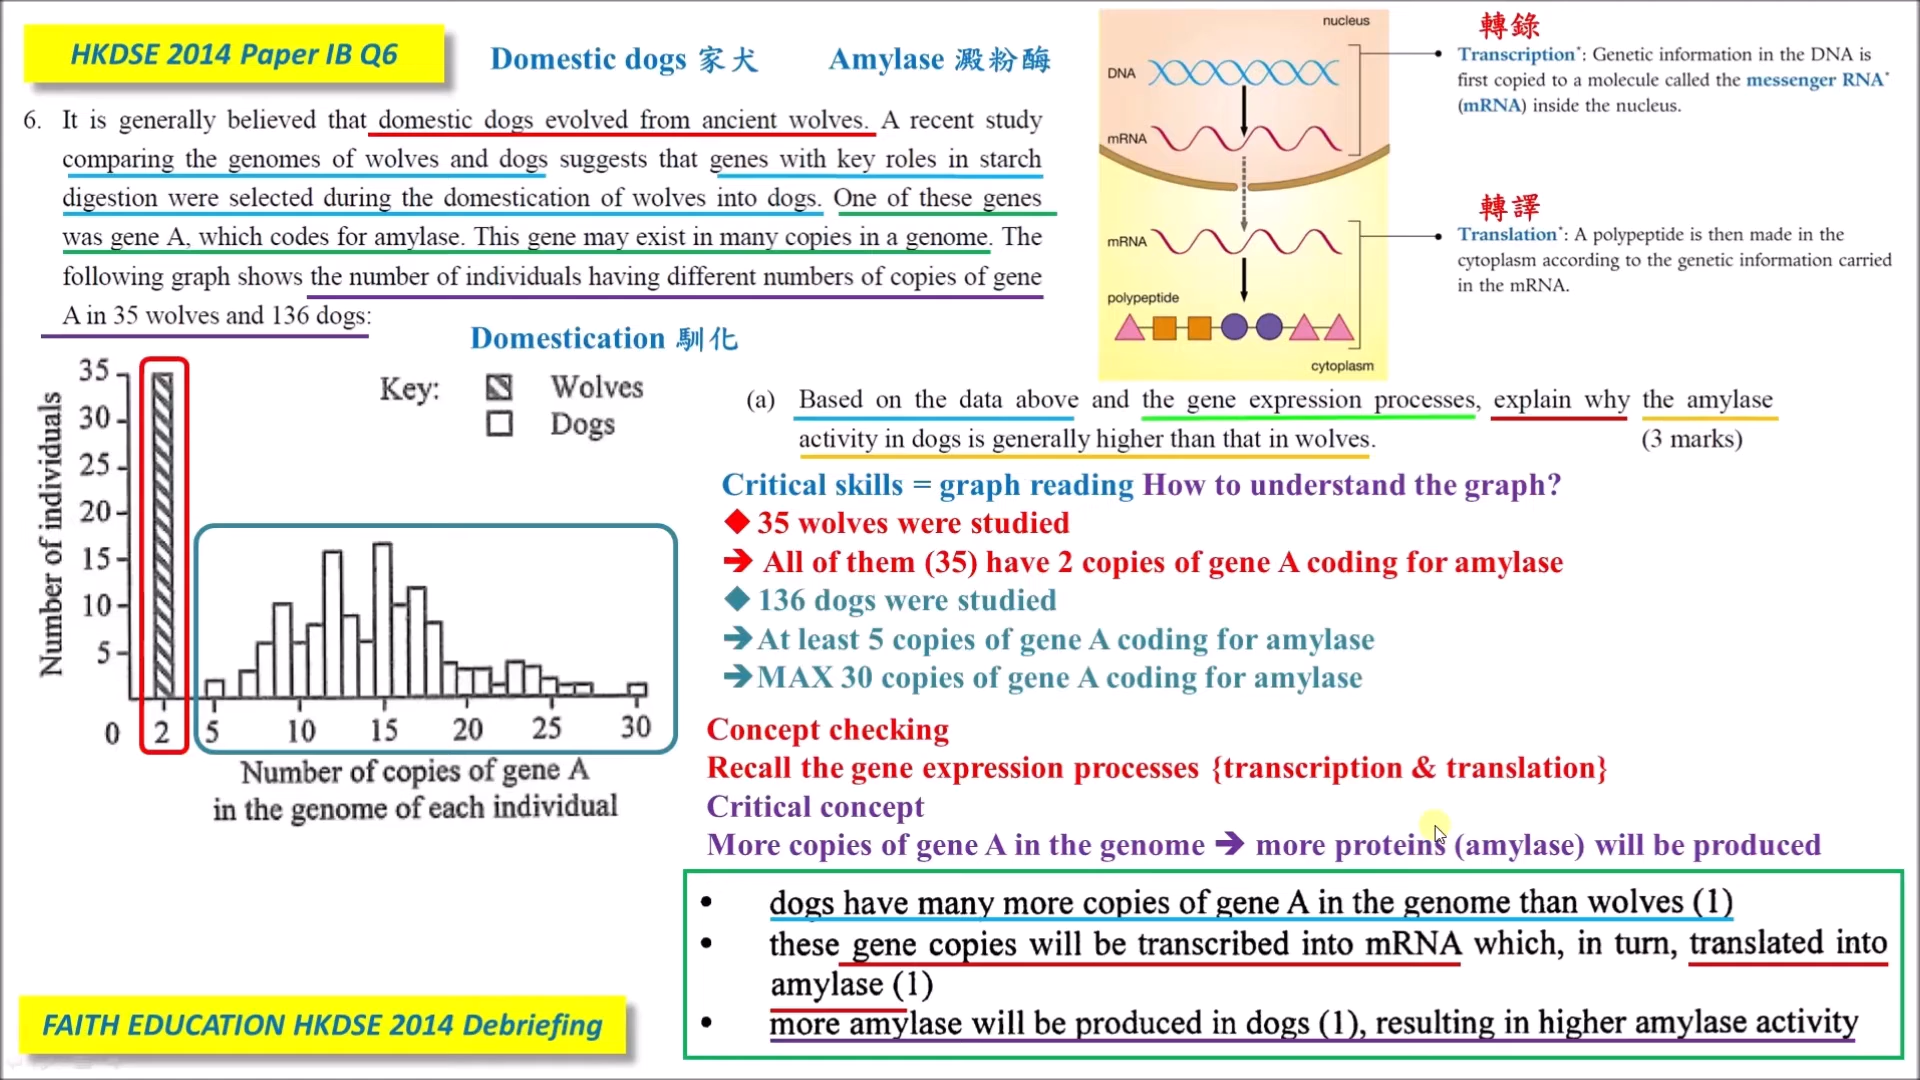 HKDSE 2014 Paper IB Q6
Domestic dogs 家犬
Amylase 澱粉酶
6. It is generally believed that domestic dogs evolved from ancient wolves. A recent study
comparing the genomes of wolves and dogs suggests that genes with key roles in starch
digestion were selected during the domestication of wolves into dogs. One of these genes
was gene A, which codes for amylase. This gene may exist in many copies in a genome. The
following graph shows the number of individuals having different numbers of copies of gene
A in 35 wolves and 136 dogs:
Domestication 馴化
Number of individuals
35
30
25
20
15
10
5
Key:
Wolves
Dogs
0 2 5 10 15 20 25 30
Number of copies of gene A
in the genome of each individual
nucleus
DNA
mRNA
mRNA
polypeptide
cytoplasm
轉錄
Transcription*: Genetic information in the DNA is
first copied to a molecule called the messenger RNA*
(mRNA) inside the nucleus.
轉譯
Translation*: A polypeptide is then made in the
cytoplasm according to the genetic information carried
in the mRNA.
(a) Based on the data above and the gene expression processes, explain why the amylase
activity in dogs is generally higher than that in wolves. (3 marks)
Critical skills = graph reading How to understand the graph?
◆ 35 wolves were studied
➔ All of them (35) have 2 copies of gene A coding for amylase
◆ 136 dogs were studied
➔ At least 5 copies of gene A coding for amylase
➔ MAX 30 copies of gene A coding for amylase
Concept checking
Recall the gene expression processes {transcription & translation}
Critical concept
More copies of gene A in the genome ➔ more proteins (amylase) will be produced
• dogs have many more copies of gene A in the genome than wolves (1)
• these gene copies will be transcribed into mRNA which, in turn, translated into
amylase (1)
• more amylase will be produced in dogs (1), resulting in higher amylase activity
FAITH EDUCATION HKDSE 2014 Debriefing